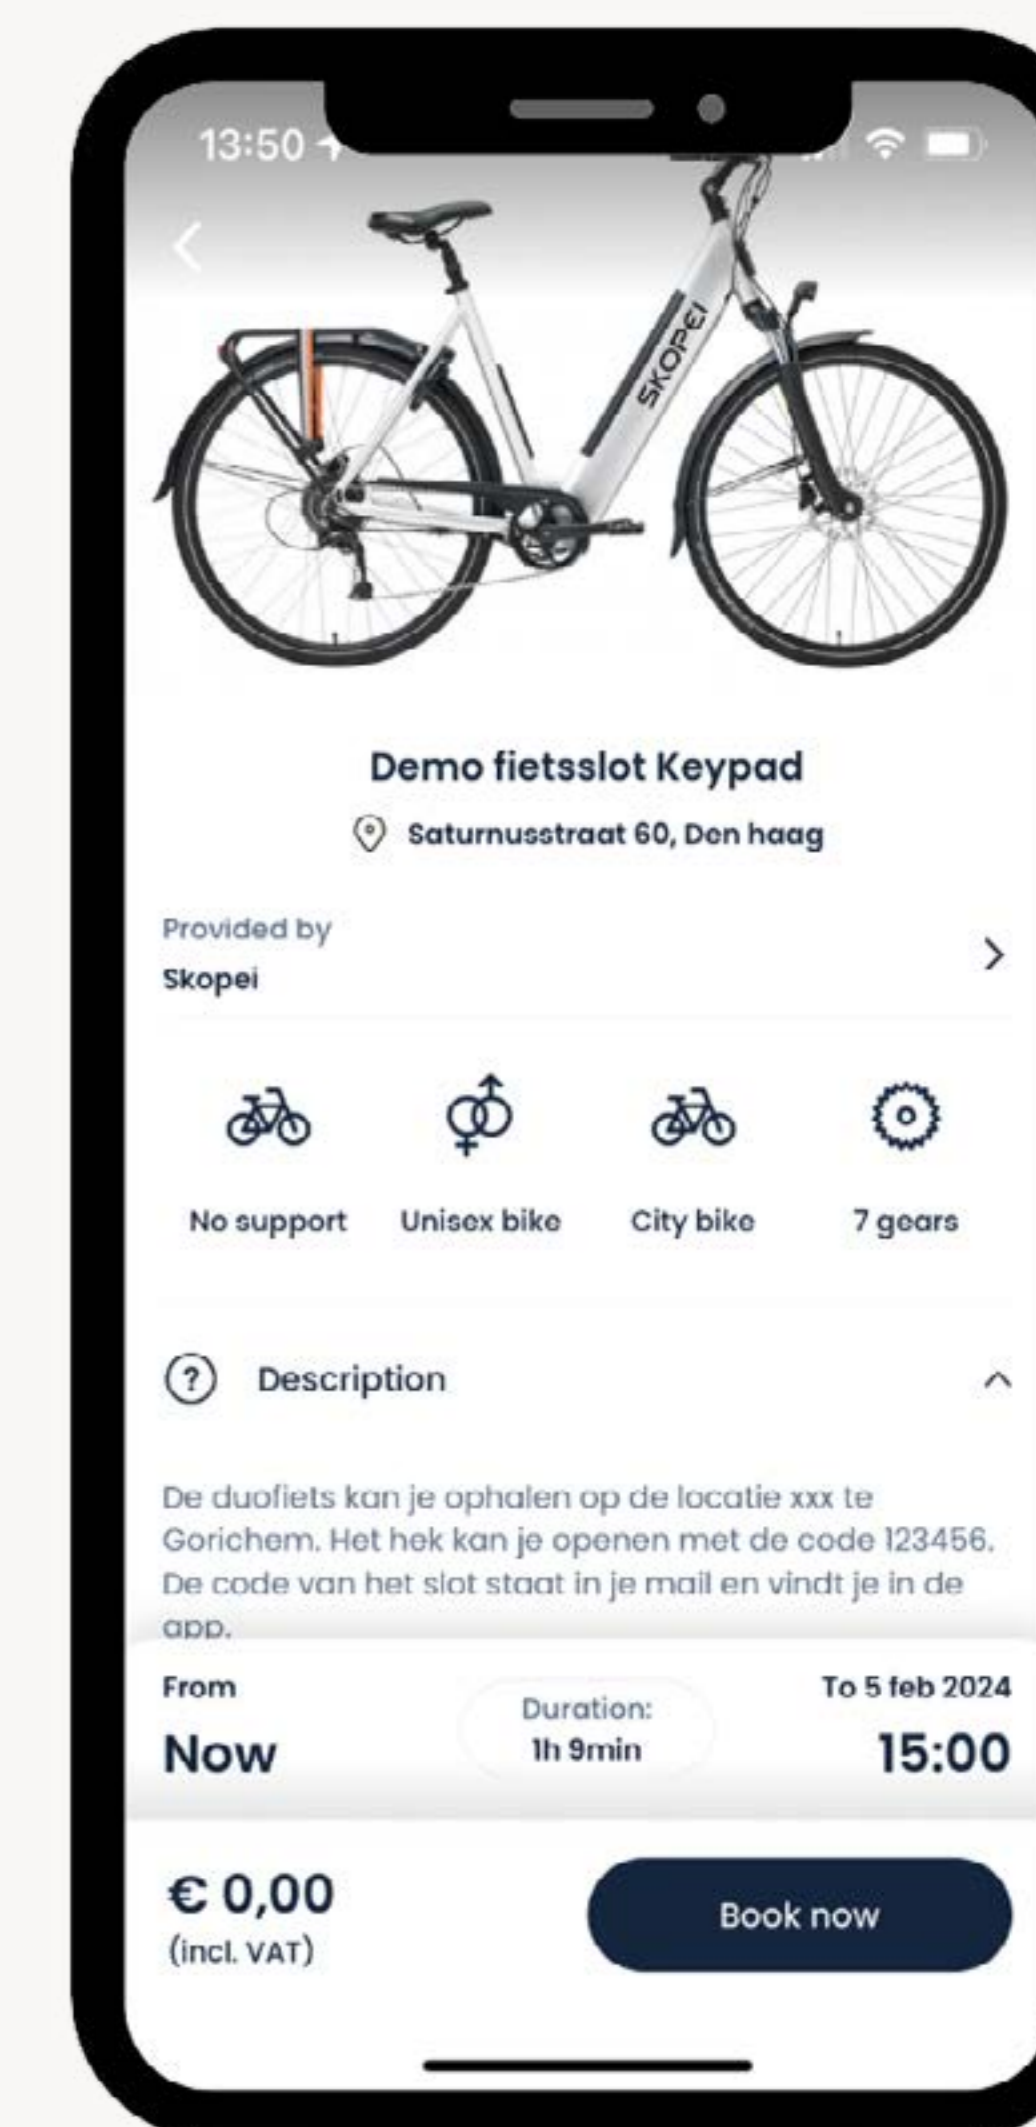 13:50
SKOPEI
Demo fietsslot Keypad
Saturnusstraat 60, Den haag
Provided by
Skopei
No support
Unisex bike
City bike
7 gears
? Description
De duofiets kan je ophalen op de locatie xxx te
Gorichem. Het hek kan je openen met de code 123456.
De code van het slot staat in je mail en vindt je in de
app.
From
Now
Duration:
1h 9min
To 5 feb 2024
15:00
€ 0,00
(incl. VAT)
Book now